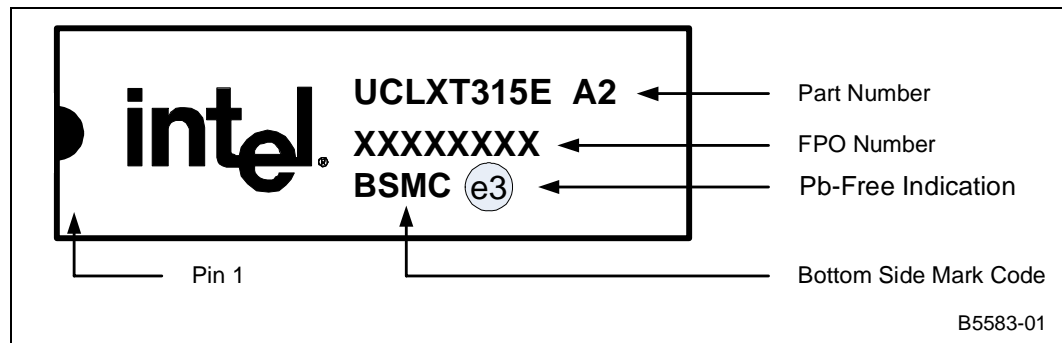 intel®
UCLXT315E A2
XXXXXXXX
BSMC e3
Part Number
FPO Number
Pb-Free Indication
Pin 1
Bottom Side Mark Code
B5583-01